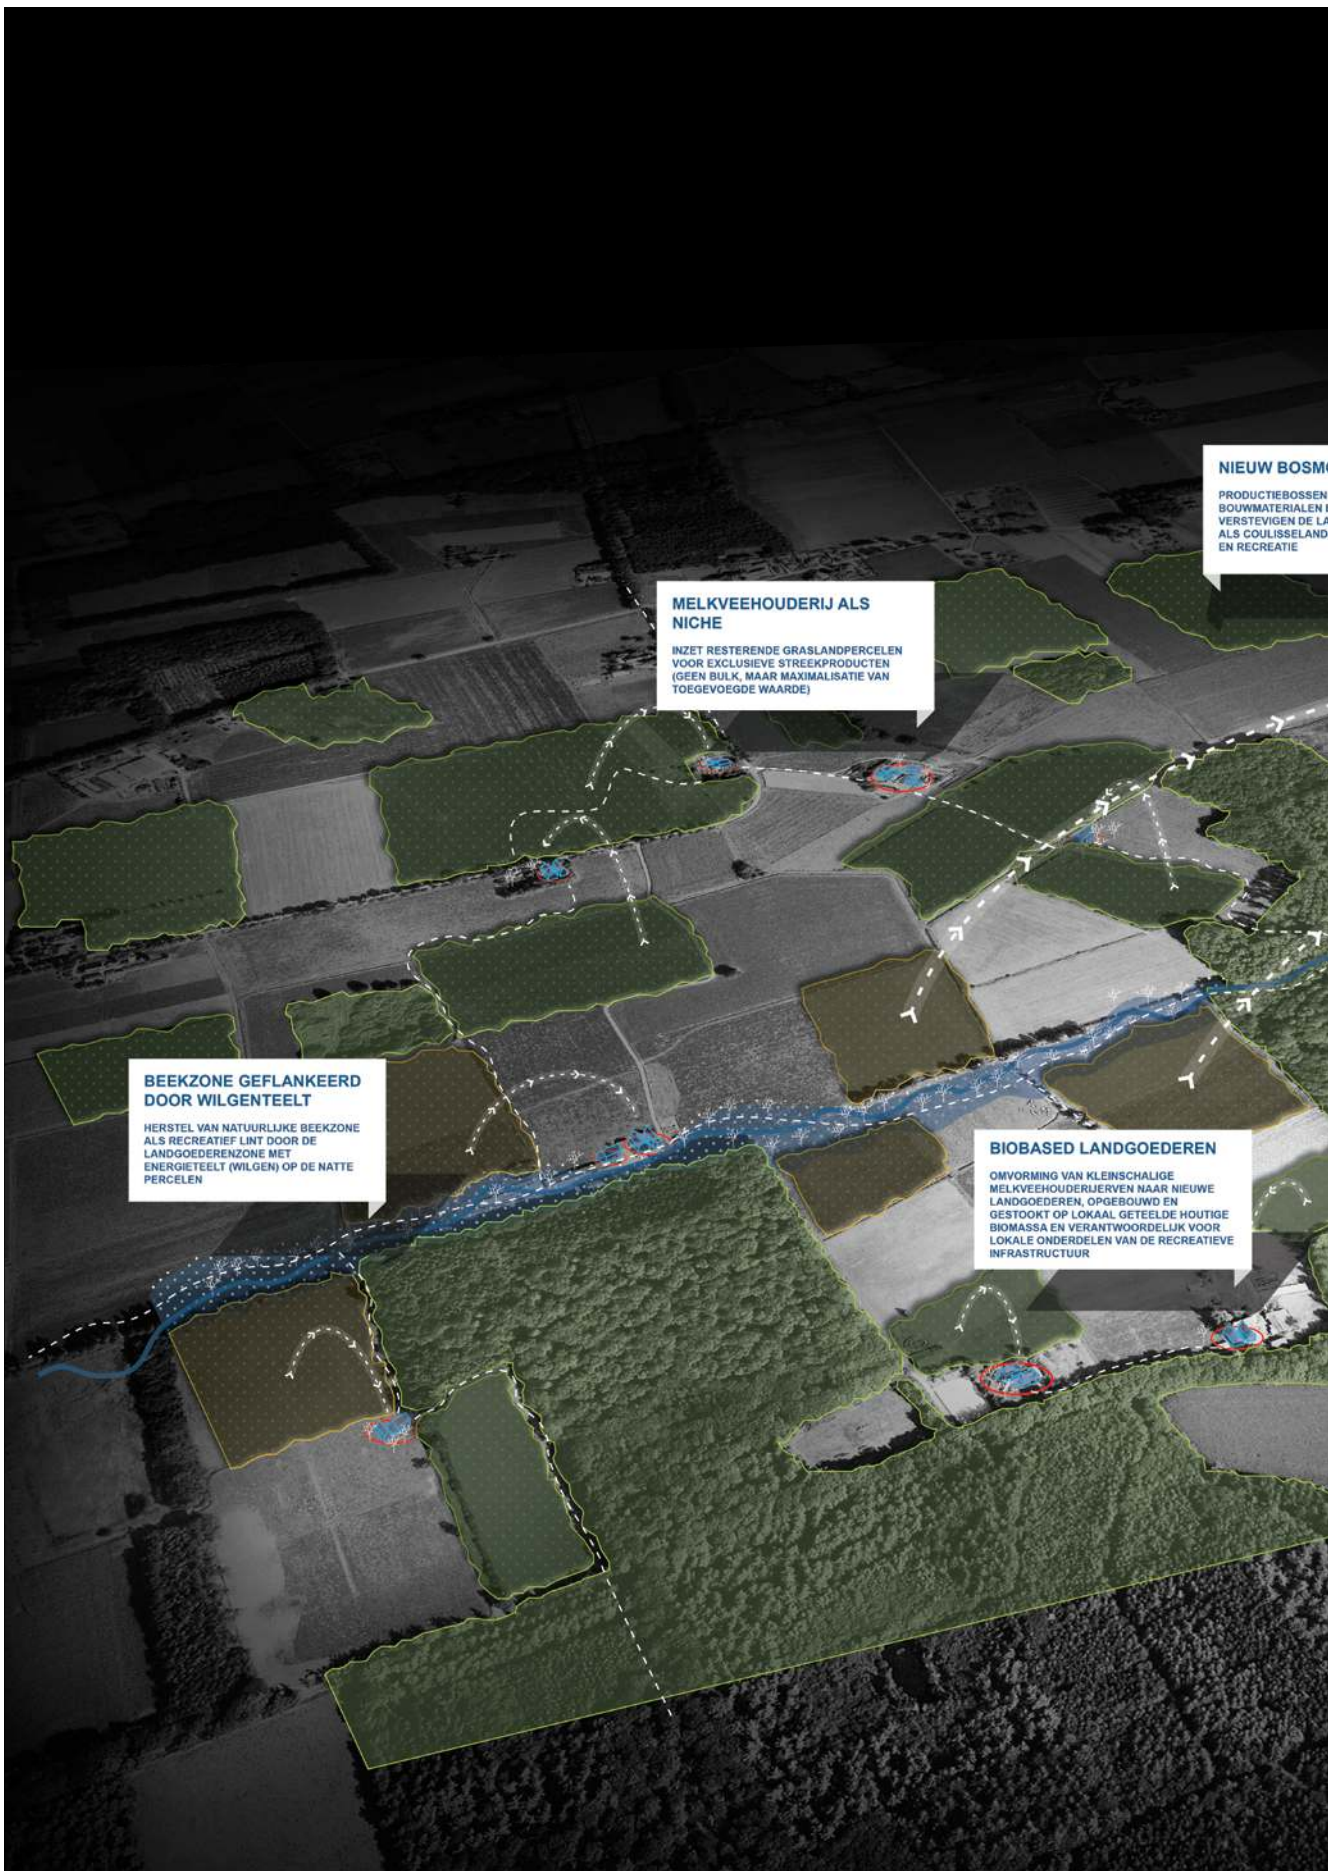 NIEUW BOSM
PRODUCTIEBOSSEN
BOUWMATERIALEN
VERSTEVIGEN DE LA
ALS COULISSELAND
EN RECREATIE
MELKVEEHOUDERIJ ALS
NICHE
INZET RESTERENDE GRASLANDPERCELEN
VOOR EXCLUSIEVE STREEKPRODUCTEN
(GEEN BULK, MAAR MAXIMALISATIE VAN
TOEGEVOEGDE WAARDE)
BEEKZONE GEFLANKEERD
DOOR WILGENTEELT
HERSTEL VAN NATUURLIJKE BEEKZONE
ALS RECREATIEF LINT DOOR DE
LANDGOEDERENZONE MET
ENERGIETEELT (WILGEN) OP DE NATTE
PERCELEN
BIOBASED LANDGOEDEREN
OMVORMING VAN KLEINSCHALIGE
MELKVEEHOUDERIJERVEN NAAR NIEUWE
LANDGOEDEREN, OPGEBOUWD EN
GESTOOKT OP LOKAAL GETEELDE HOUTIGE
BIOMASSA EN VERANTWOORDELIJK VOOR
LOKALE ONDERDELEN VAN DE RECREATIEVE
INFRASTRUCTUUR